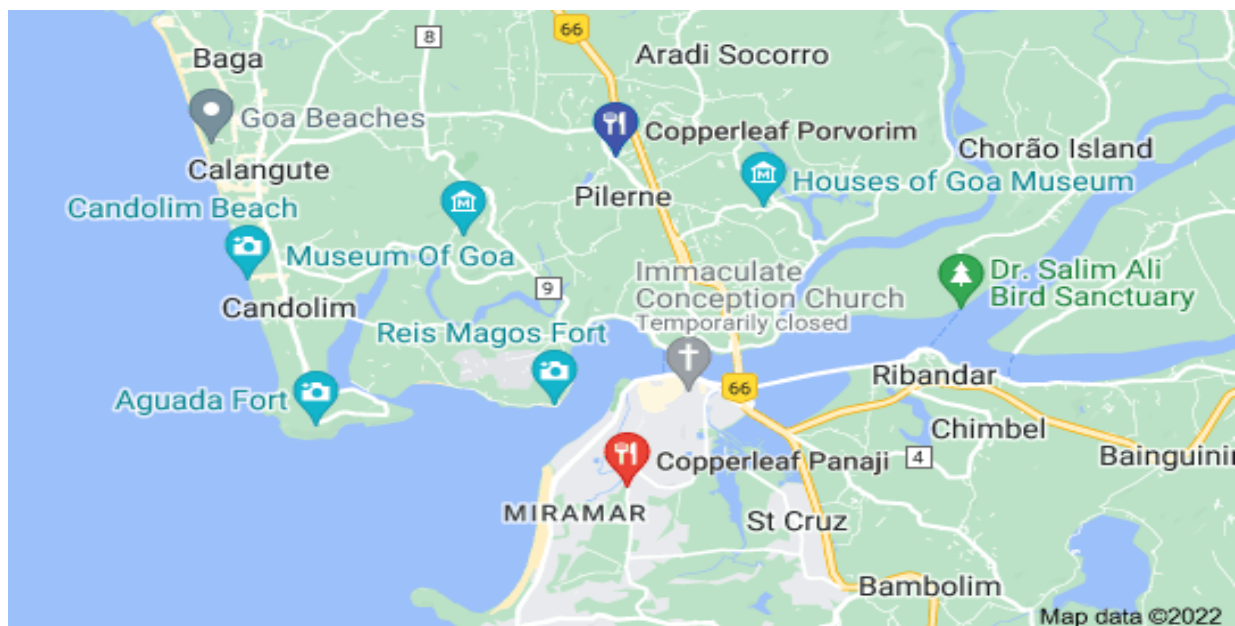 8
66
Aradi Socorro
Baga
Goa Beaches
Copperleaf Porvorim
Chorão Island
Calangute
Houses of Goa Museum
Pilerne
Candolim Beach
Museum Of Goa
Immaculate
Conception Church
Temporarily closed
Dr. Salim Ali
Bird Sanctuary
9
Candolim
Reis Magos Fort
Ribandar
66
Aguada Fort
Chimbel
Copperleaf Panaji
4
Bainguinir
MIRAMAR
St Cruz
Bambolim
Map data ©2022